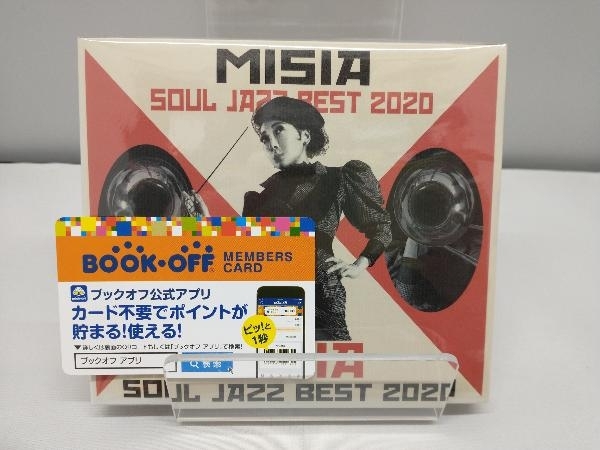 MISIA
SOUL JAZZ BEST 2020
BOOK・OFF MEMBERS CARD
ブックオフ公式アプリ
カード不要でポイントが
貯まる!使える!
ピッ!と
1秒
ブックオフ アプリ
検索
SIA
SOUL JAZZ BEST 2020